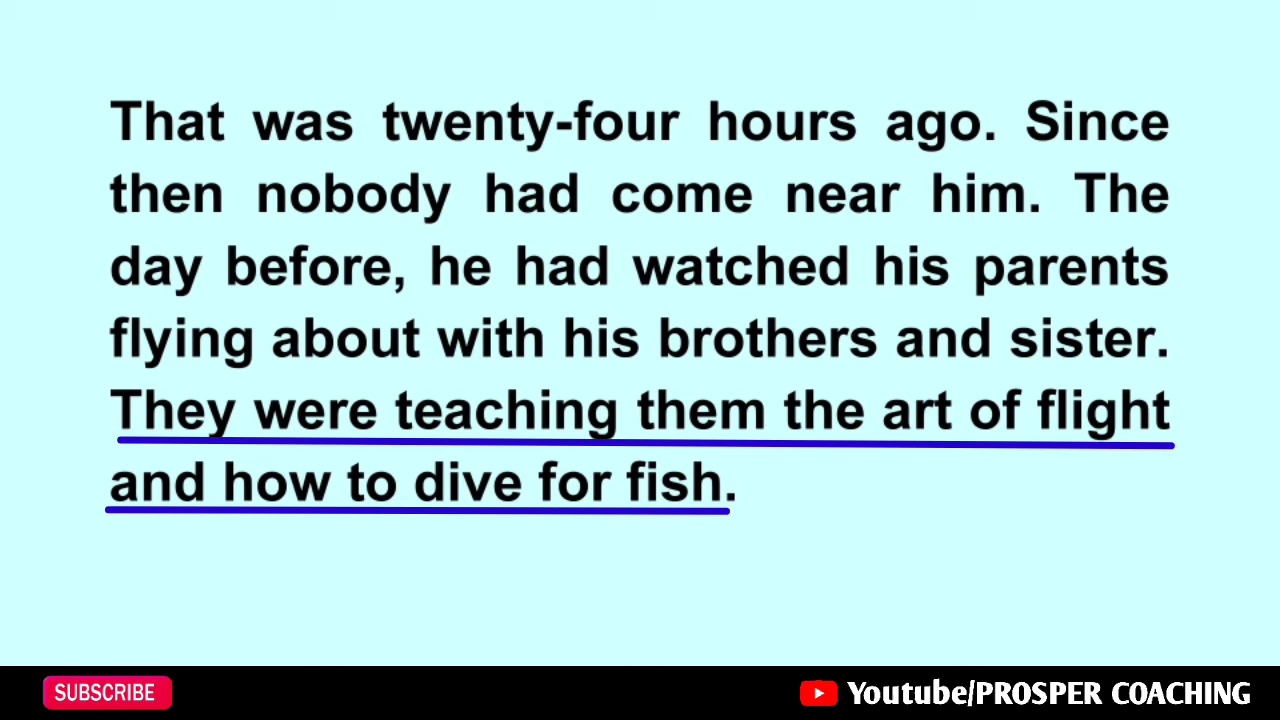 That was twenty-four hours ago. Since
then nobody had come near him. The
day before, he had watched his parents
flying about with his brothers and sister.
They were teaching them the art of flight
and how to dive for fish.
SUBSCRIBE
Youtube/PROSPER COACHING